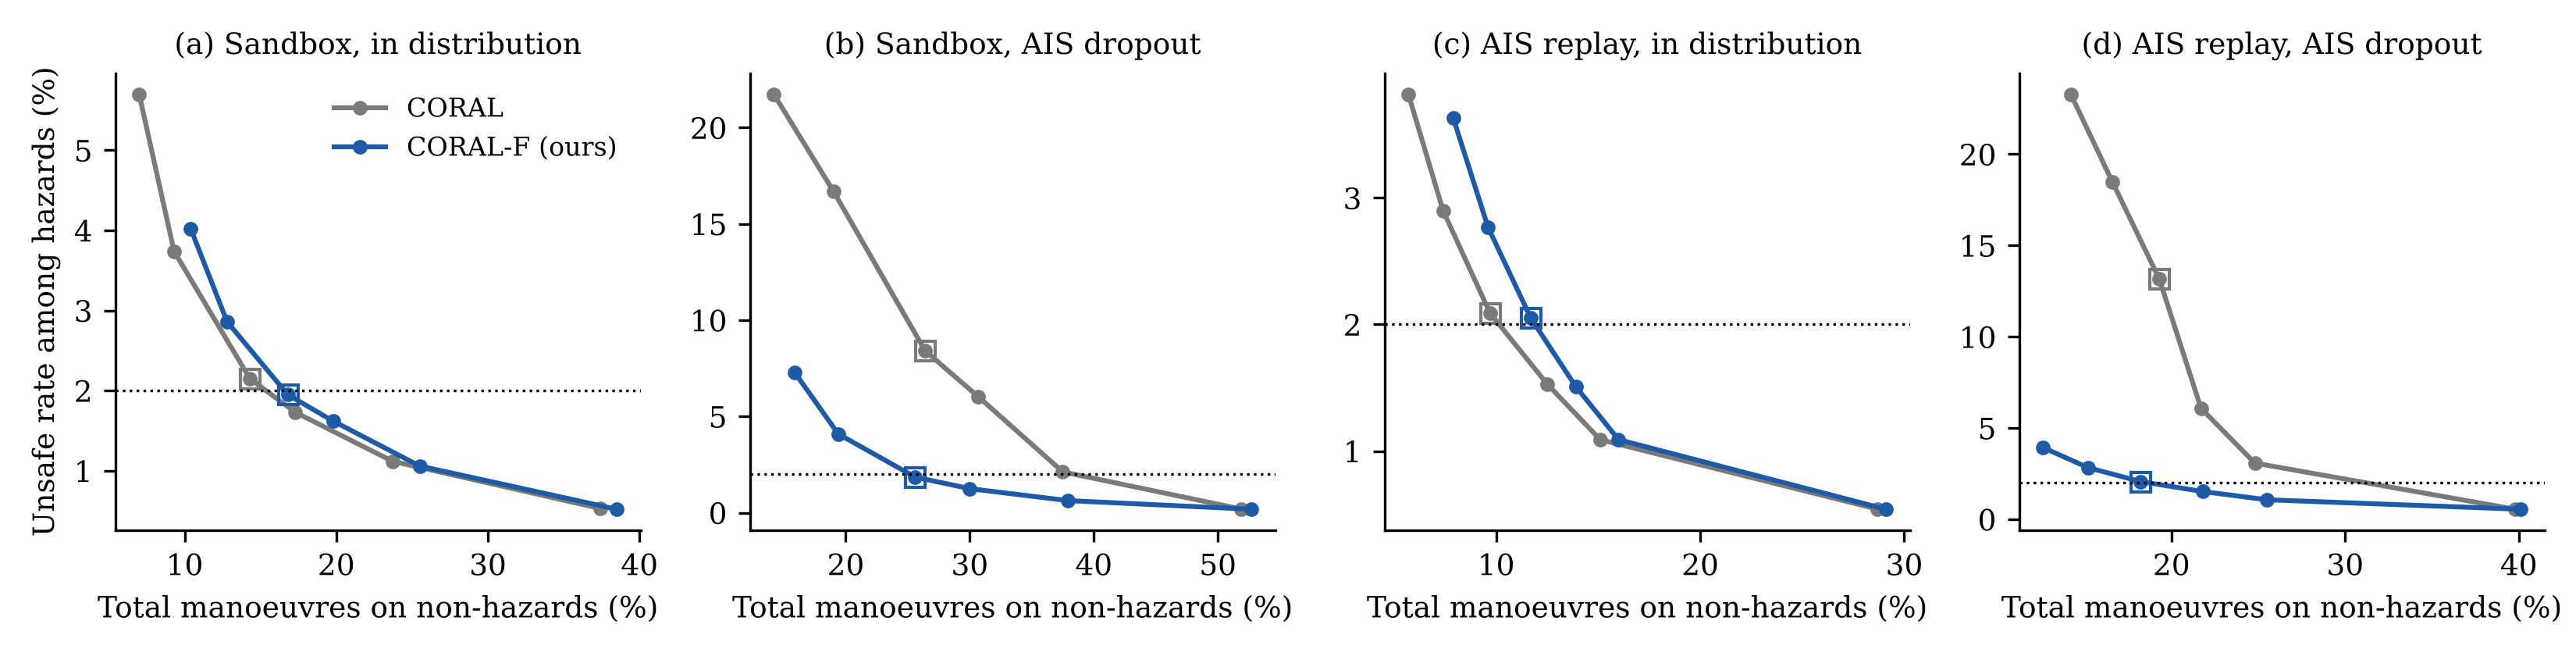 (a) Sandbox, in distribution
Unsafe rate among hazards (%)
5
4
3
2
1
CORAL
CORAL-F (ours)
10
20
30
40
Total manoeuvres on non-hazards (%)
(b) Sandbox, AIS dropout
20
15
10
5
0
20
30
40
50
Total manoeuvres on non-hazards (%)
(c) AIS replay, in distribution
3
2
1
10
20
30
Total manoeuvres on non-hazards (%)
(d) AIS replay, AIS dropout
20
15
10
5
0
20
30
40
Total manoeuvres on non-hazards (%)